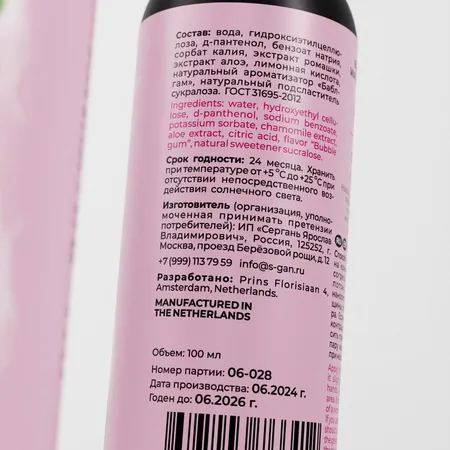 Состав: вода, гидроксиэтилцеллю-
лоза, д-пантенол, бензоат натрия,
сорбат калия, экстракт ромашки,
экстракт алоэ, лимонная кислота,
натуральный ароматизатор «Бабл-
гам», натуральный подсластитель
сукралоза. ГОСТ 31695-2012
Ingredients: water, hydroxyethyl cellu-
lose, d-panthenol, sodium benzoate,
potassium sorbate, chamomile extract,
aloe extract, citric acid, flavor “Bubble
gum”, natural sweetener sucralose.
Срок годности: 24 месяца. Хранить
при температуре от +5°C до +25°C при
отсутствии непосредственного воз-
действия солнечного света.
Изготовитель (организация, уполно-
моченная принимать претензии
потребителей): ИП «Сергань Ярослав
Владимирович», Россия, 125252, г.
Москва, проезд Берёзовой рощи, д. 12
+7 (999) 113 79 59 info@s-gan.ru
Разработано: Prins Florisiaan 4,
Amsterdam, Netherlands.
MANUFACTURED IN
THE NETHERLANDS
Объем: 100 мл
Номер партии: 06-028
Дата производства: 06.2024 г.
Годен до: 06.2026 г.